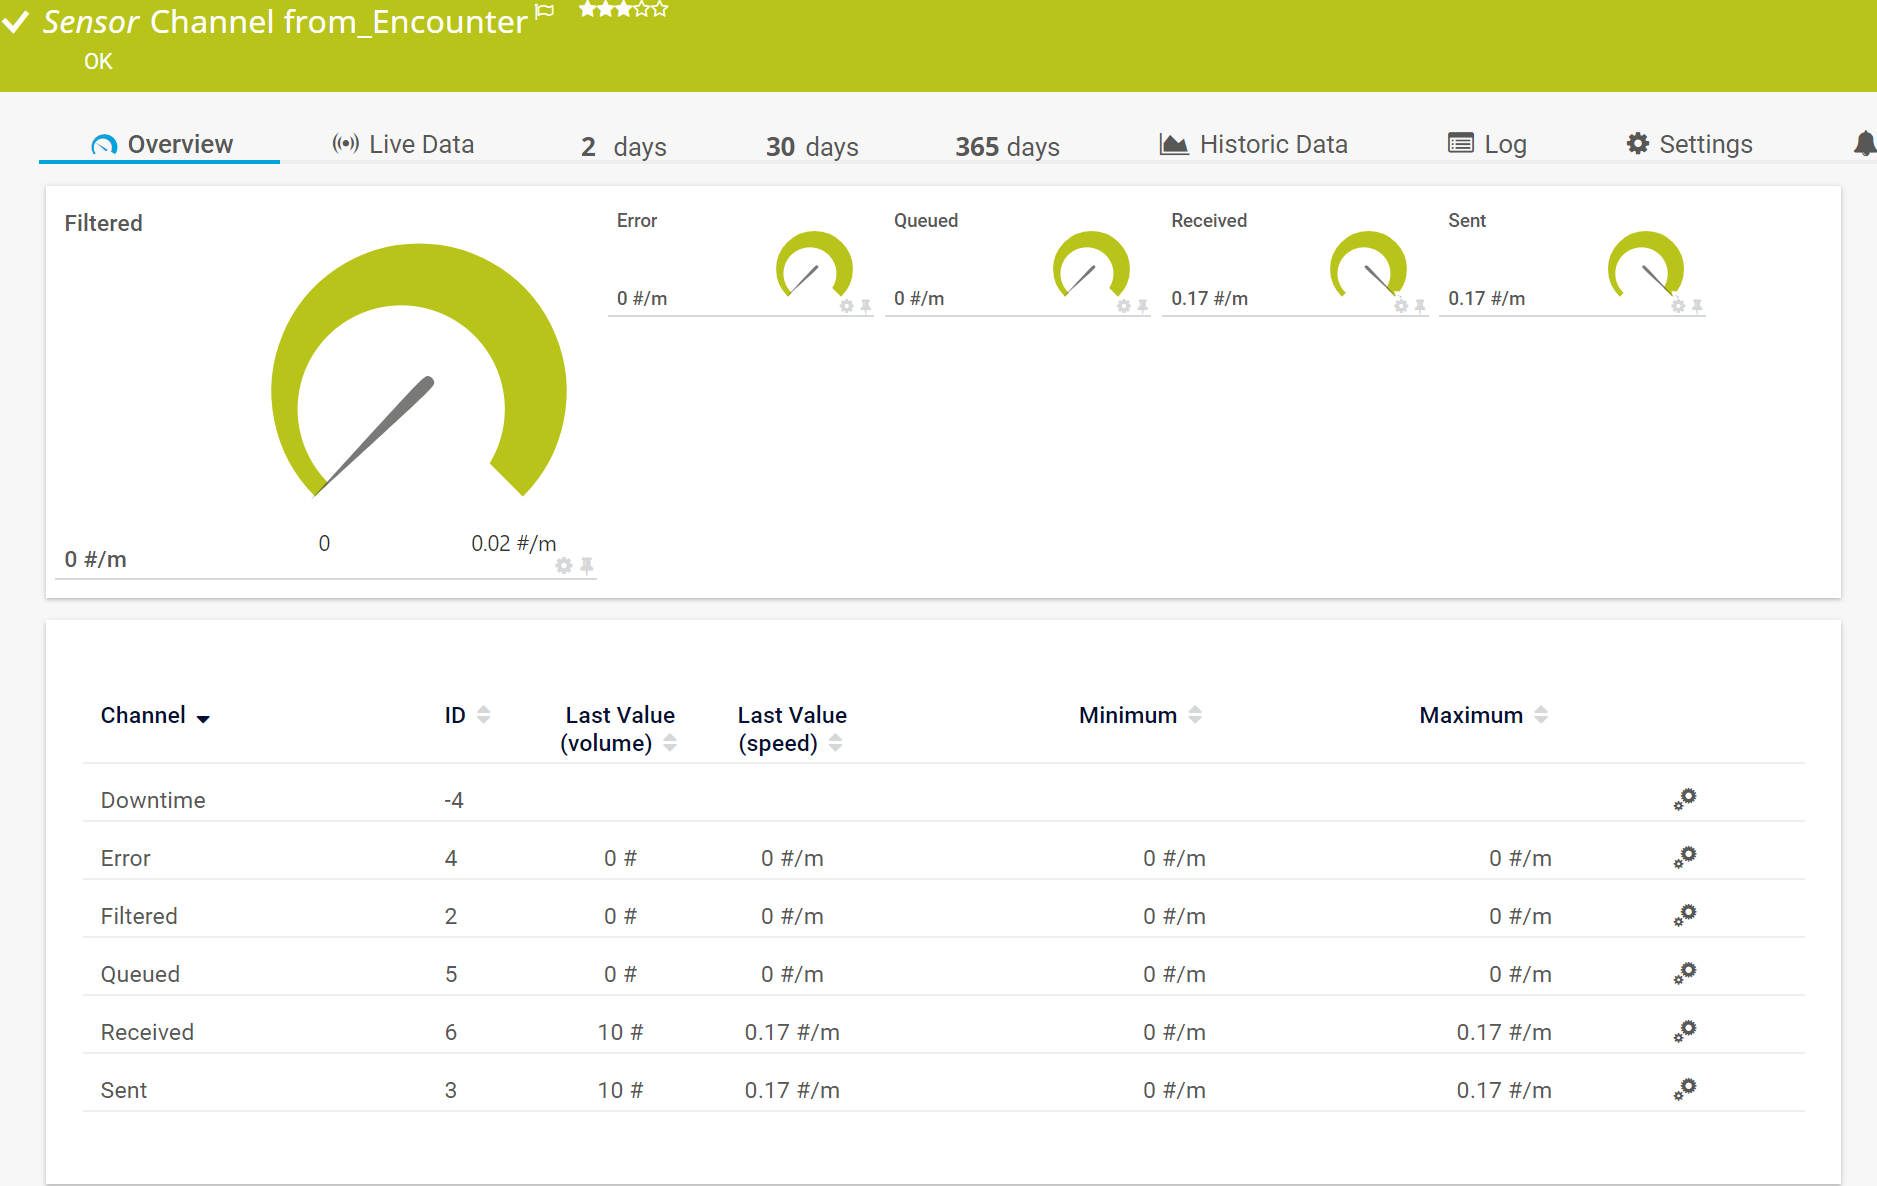 Sensor Channel from_Encounter
OK
Overview
Live Data
2 days
30 days
365 days
Historic Data
Log
Settings
Filtered
0 #/m
0
0.02 #/m
Error
0 #/m
Queued
0 #/m
Received
0.17 #/m
Sent
0.17 #/m
Channel ID Last Value (volume) Last Value (speed) Minimum Maximum
Downtime -4
Error 4 0 # 0 #/m 0 #/m 0 #/m
Filtered 2 0 # 0 #/m 0 #/m 0 #/m
Queued 5 0 # 0 #/m 0 #/m 0 #/m
Received 6 10 # 0.17 #/m 0 #/m 0.17 #/m
Sent 3 10 # 0.17 #/m 0 #/m 0.17 #/m